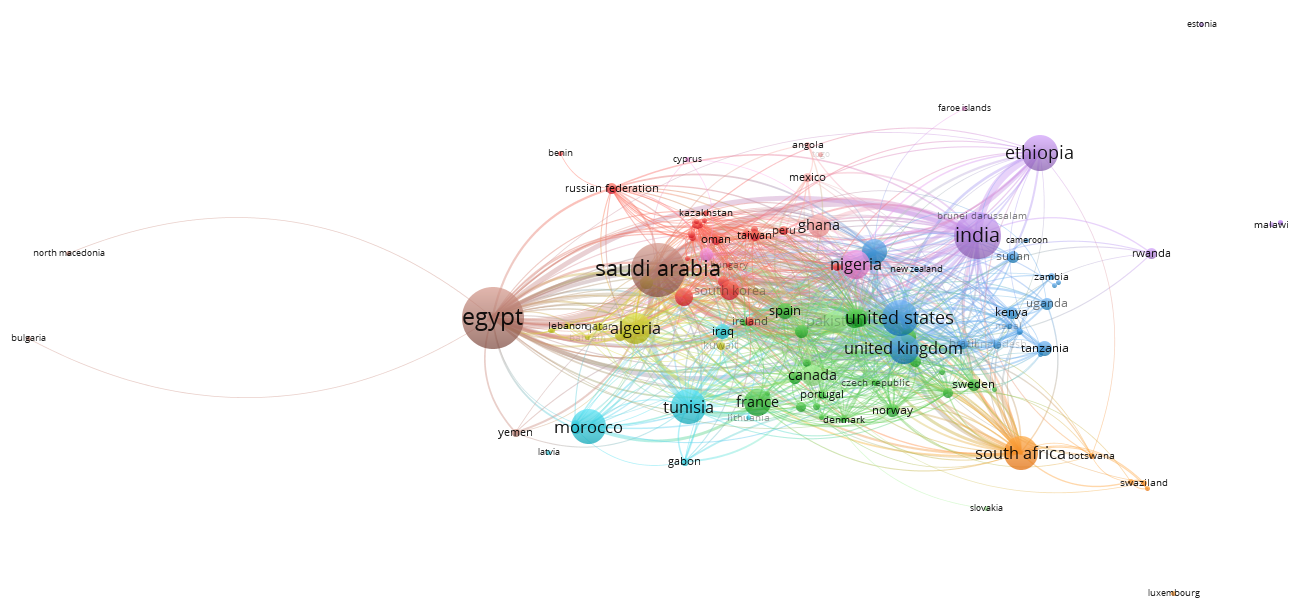 estonia
faroe islands
angola
benin
ethiopia
cyprus
mexico
russian federation
kazakhstan
brunei darussalam
malawi
ghana
peru
taiwan
india
oman
cameroon
north macedonia
rwanda
sudan
nigeria
hungary
saudi arabia
new zealand
zambia
south korea
uganda
spain
kenya
egypt
united states
pakistan
ireland
lebanon
qatar
algeria
iraq
nepal
bulgaria
kuwait
united kingdom
tanzania
canada
czech republic
sweden
portugal
france
tunisia
norway
lithuania
denmark
morocco
yemen
latvia
south africa
botswana
gabon
swaziland
slovakia
luxembourg